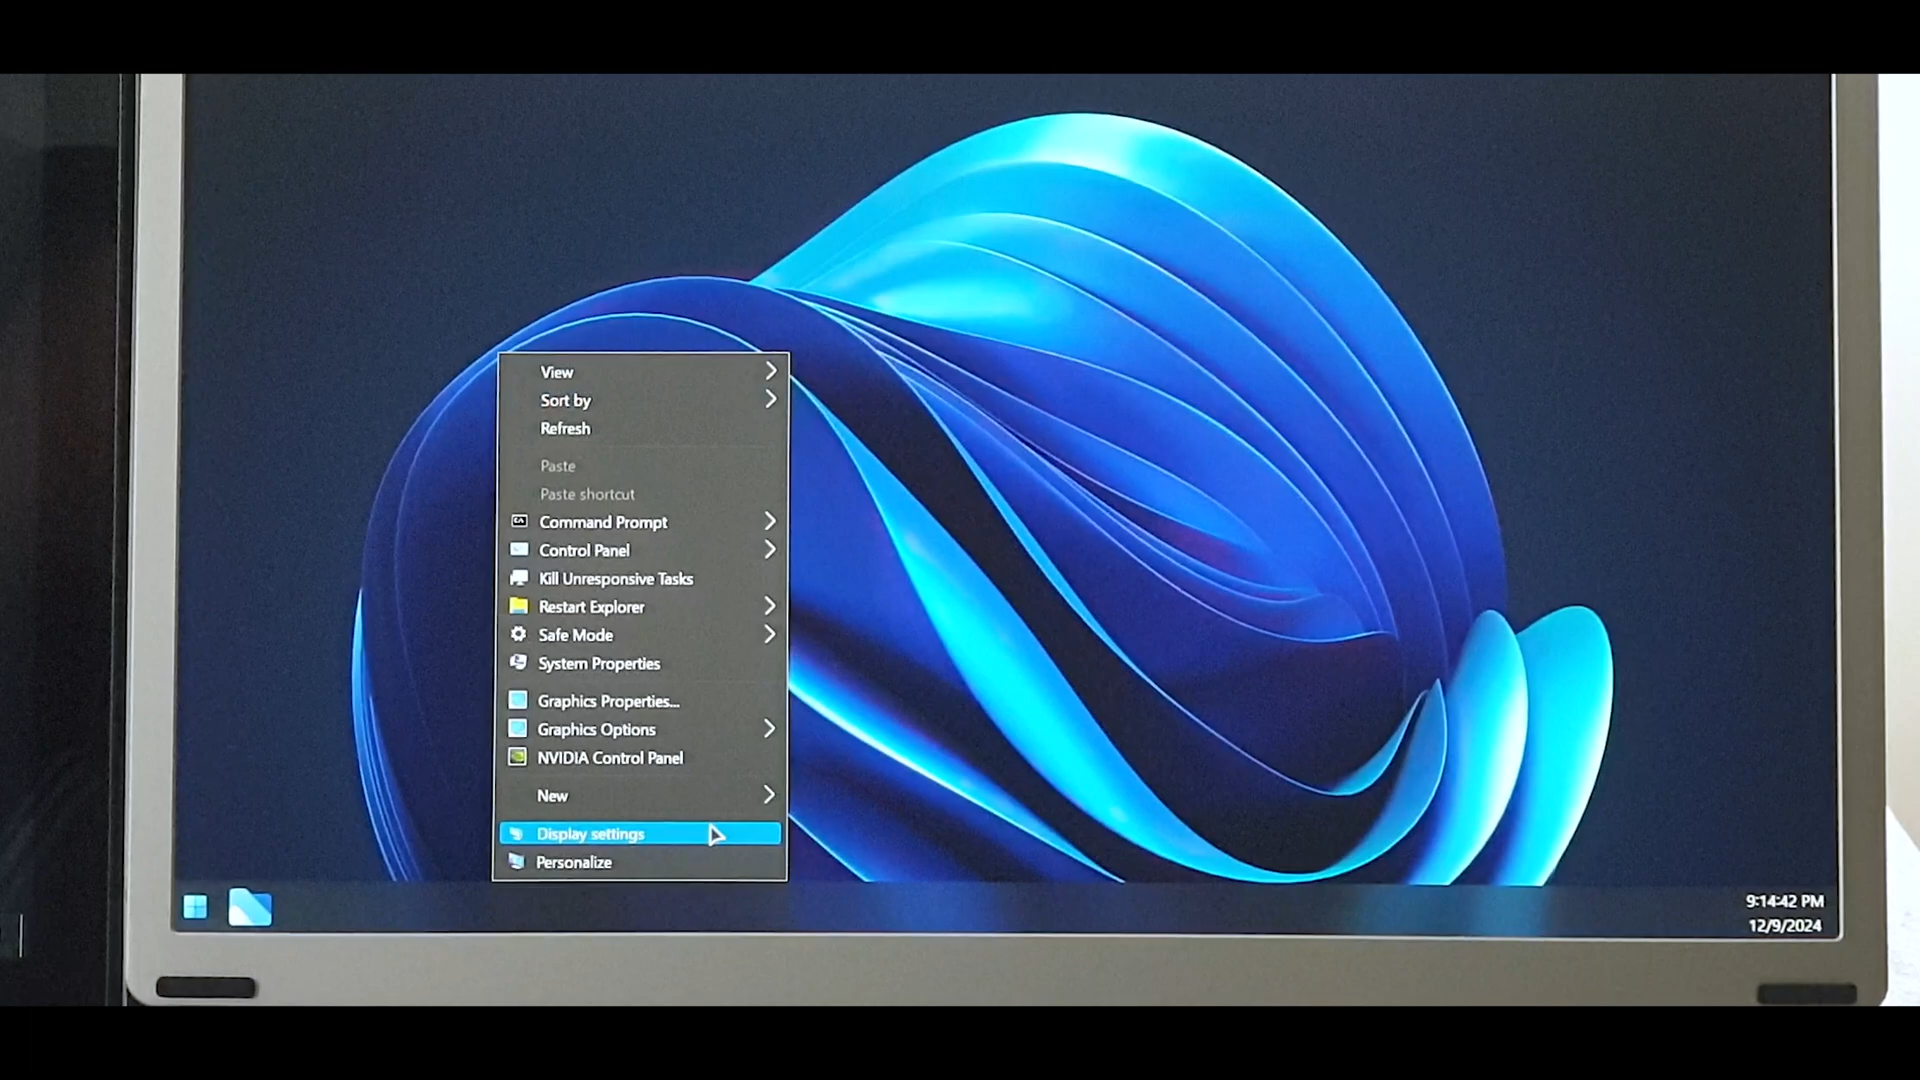 View
Sort by
Refresh
Paste
Paste shortcut
Command Prompt
Control Panel
Kill Unresponsive Tasks
Restart Explorer
Safe Mode
System Properties
Graphics Properties...
Graphics Options
NVIDIA Control Panel
New
Display settings
Personalize
9:14:42 PM
12/9/2024